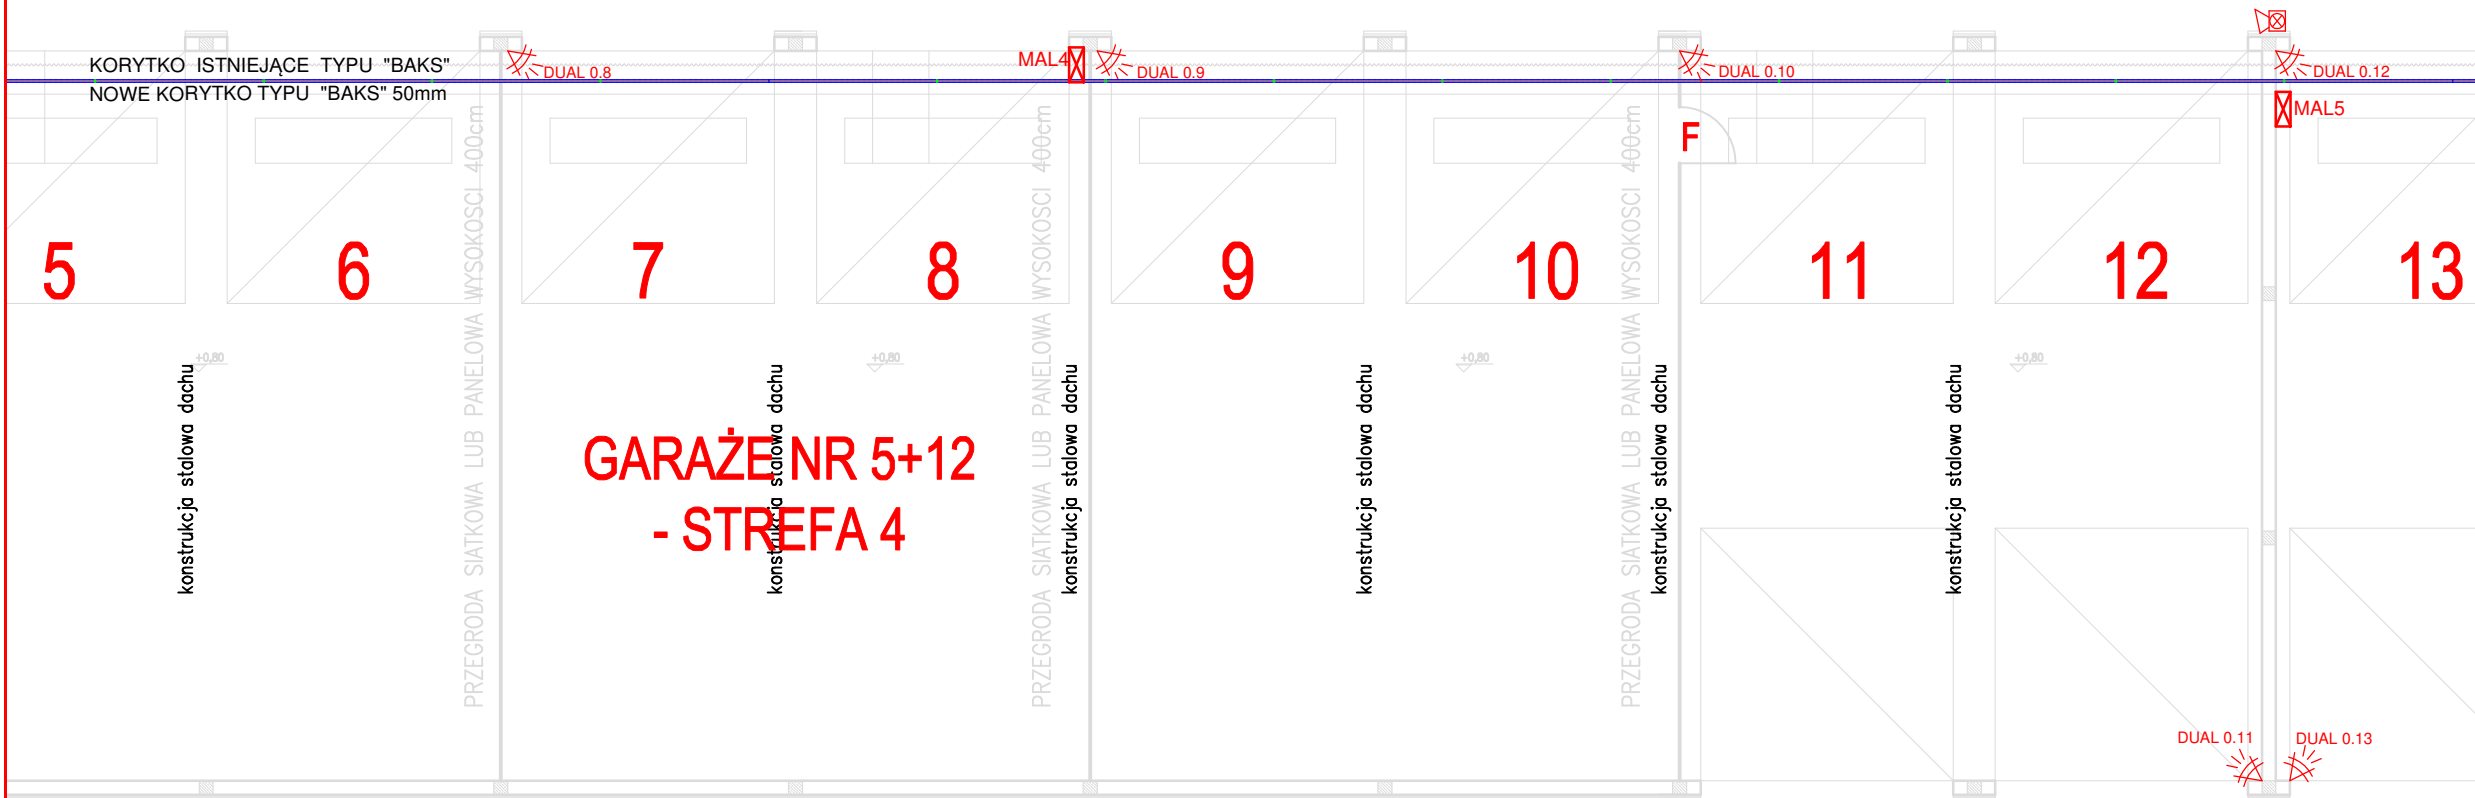 KORYTKO ISTNIEJĄCE TYPU "BAKS"
NOWE KORYTKO TYPU "BAKS" 50mm
DUAL 0.8
MAL4
DUAL 0.9
DUAL 0.10
DUAL 0.12
MAL5
F
5
6
7
8
9
10
11
12
13
PRZEGRODA SIATKOWA LUB PANELOWA WYSOKOSCI 400cm
PRZEGRODA SIATKOWA LUB PANELOWA WYSOKOSCI 400cm
PRZEGRODA SIATKOWA LUB PANELOWA WYSOKOSCI 400cm
+0,80
+0,80
+0,80
+0,80
konstrukcja stalowa dachu
konstrukcja stalowa dachu
konstrukcja stalowa dachu
konstrukcja stalowa dachu
konstrukcja stalowa dachu
konstrukcja stalowa dachu
GARAŻE NR 5+12
- STREFA 4
DUAL 0.11
DUAL 0.13